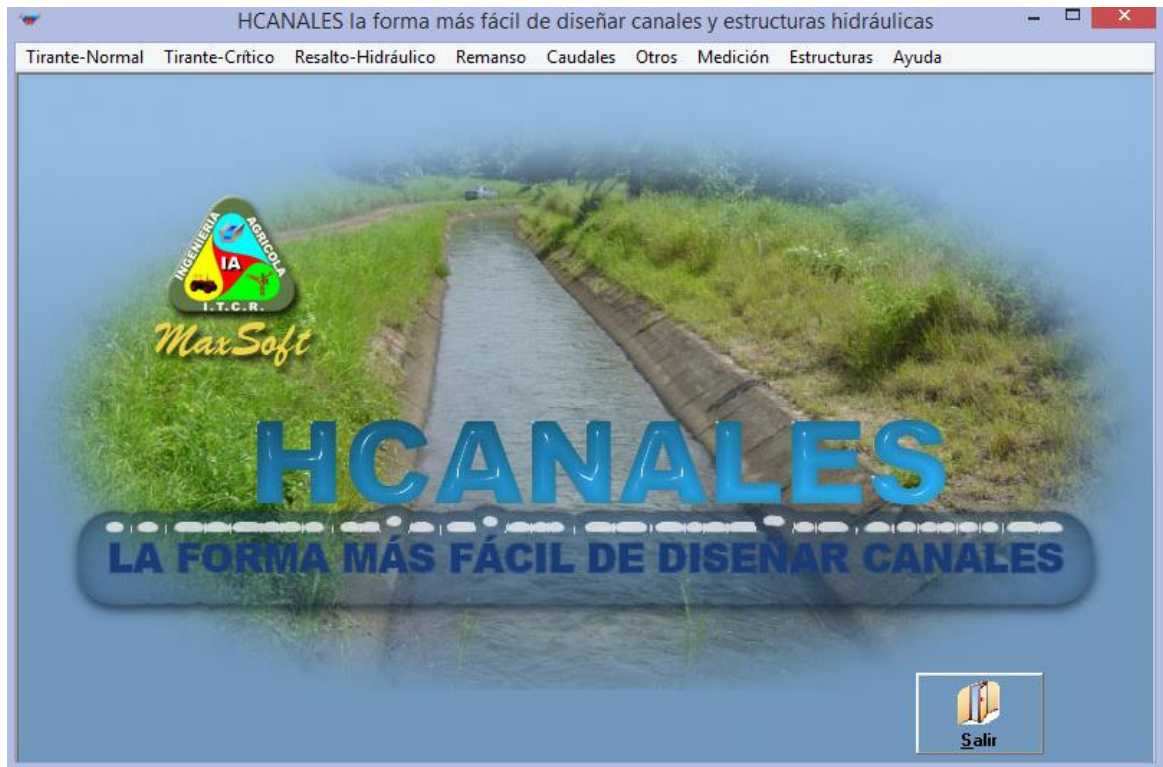 HCANALES la forma más fácil de diseñar canales y estructuras hidráulicas
Tirante-Normal Tirante-Crítico Resalto-Hidráulico Remanso Caudales Otros Medición Estructuras Ayuda
INGENIERIA AGRICOLA
IA
I.T.C.R.
MaxSoft
HCANALES
LA FORMA MÁS FÁCIL DE DISEÑAR CANALES
Salir